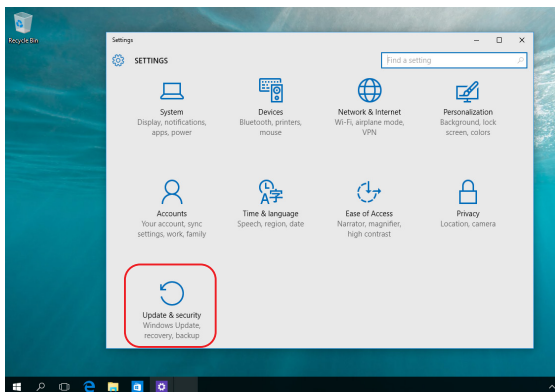 Recycle Bin
Settings
SETTINGS
Find a setting
System
Display, notifications,
apps, power
Devices
Bluetooth, printers,
mouse
Network & Internet
Wi-Fi, airplane mode,
VPN
Personalization
Background, lock
screen, colors
Accounts
Your account, sync
settings, work, family
Time & language
Speech, region, date
Ease of Access
Narrator, magnifier,
high contrast
Privacy
Location, camera
Update & security
Windows Update,
recovery, backup